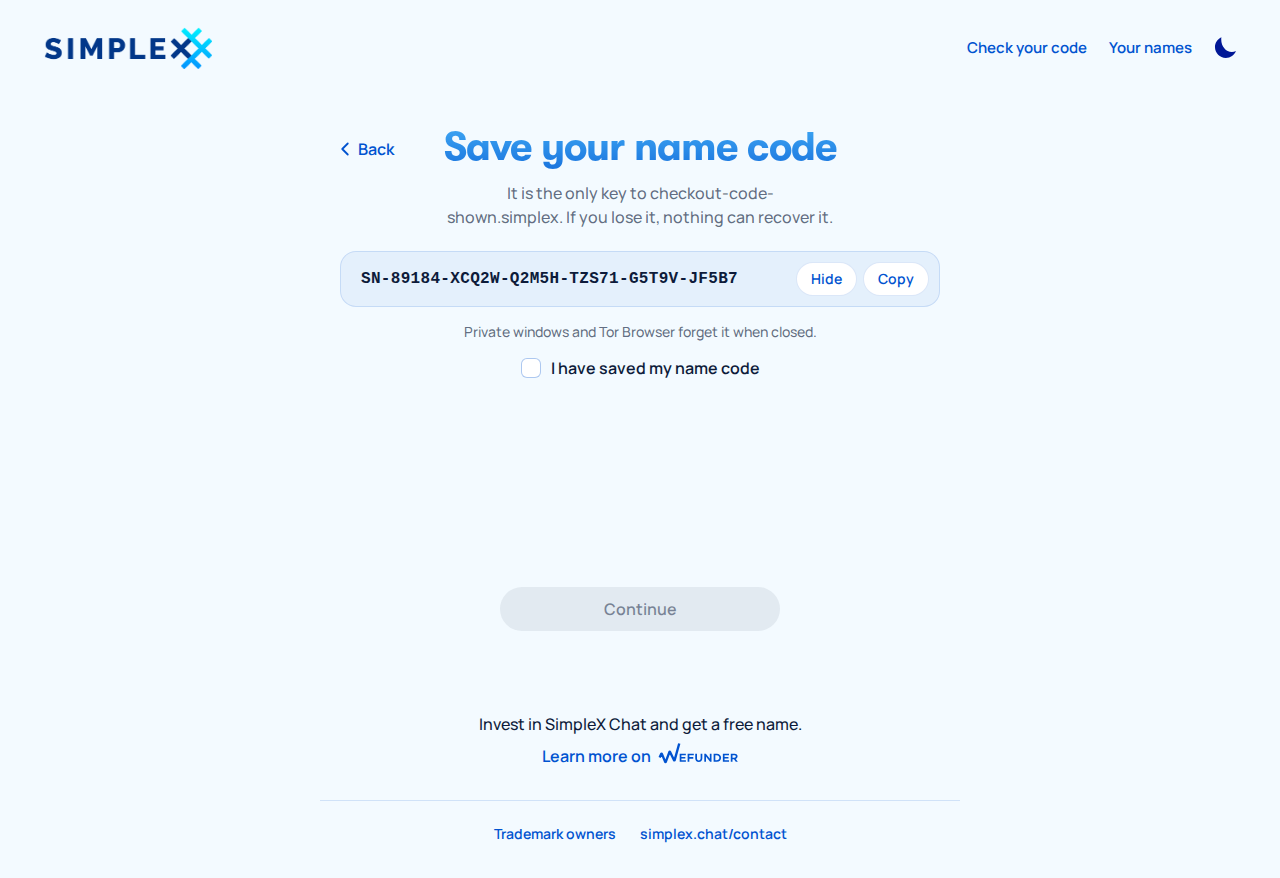 SIMPLEX
Check your code
Your names
Back
Save your name code
It is the only key to checkout-code-
shown.simplex. If you lose it, nothing can recover it.
SN-89184-XCQ2W-Q2M5H-TZS71-G5T9V-JF5B7
Hide
Copy
Private windows and Tor Browser forget it when closed.
I have saved my name code
Continue
Invest in SimpleX Chat and get a free name.
Learn more on WEFUNDER
Trademark owners
simplex.chat/contact